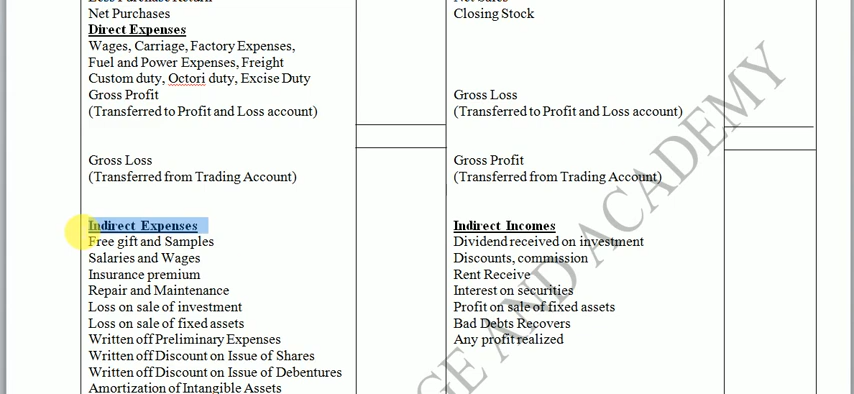 Net Purchases
Direct Expenses
Wages, Carriage, Factory Expenses,
Fuel and Power Expenses, Freight
Custom duty, Octori duty, Excise Duty
Gross Profit
(Transferred to Profit and Loss account)
Gross Loss
(Transferred from Trading Account)
Indirect Expenses
Free gift and Samples
Salaries and Wages
Insurance premium
Repair and Maintenance
Loss on sale of investment
Loss on sale of fixed assets
Written off Preliminary Expenses
Written off Discount on Issue of Shares
Written off Discount on Issue of Debentures
Amortization of Intangible Assets
Closing Stock
Gross Loss
(Transferred to Profit and Loss account)
Gross Profit
(Transferred from Trading Account)
Indirect Incomes
Dividend received on investment
Discounts, commission
Rent Receive
Interest on securities
Profit on sale of fixed assets
Bad Debts Recovers
Any profit realized
GE AND ACADEMY